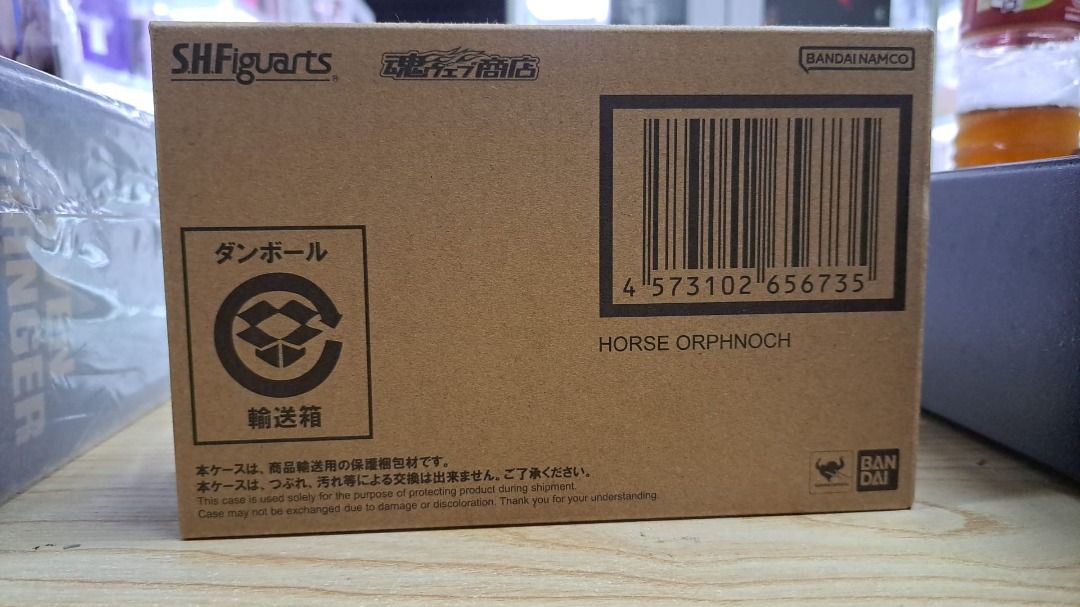 S.H.Figuarts
魂ウェブ商店
BANDAI NAMCO
4 573102 656735
HORSE ORPHNOCH
ダンボール
輸送箱
本ケースは、商品輸送用の保護梱包材です。
本ケースは、つぶれ、汚れ等による交換は出来ません。ご了承ください。
This case is used solely for the purpose of protecting product during shipment.
Case may not be exchanged due to damage or discoloration. Thank you for your understanding.
BAN
DAI